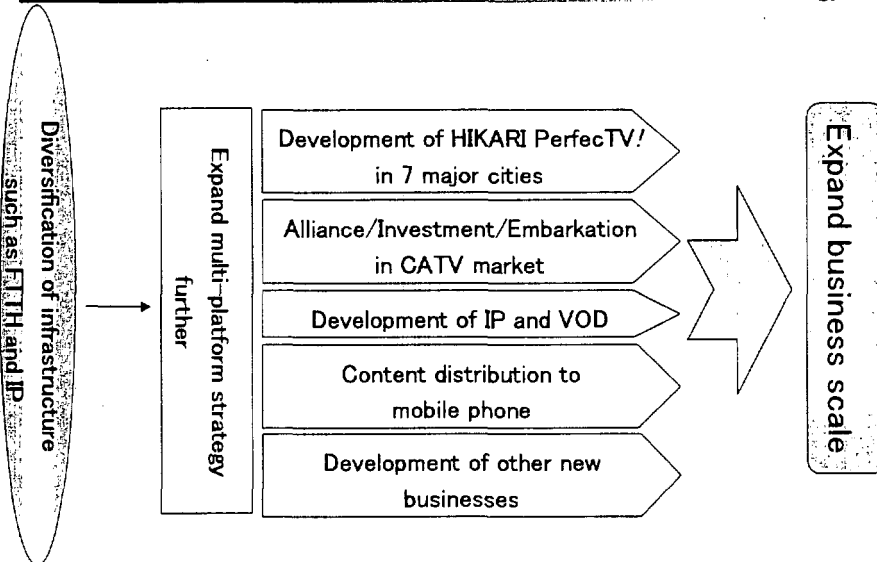 Diversification of infrastructure
such as FTTH and IP
Expand multi-platform strategy
further
Development of HIKARI PerfecTV!
in 7 major cities
Alliance/Investment/Embarkation
in CATV market
Development of IP and VOD
Content distribution to
mobile phone
Development of other new
businesses
Expand business scale